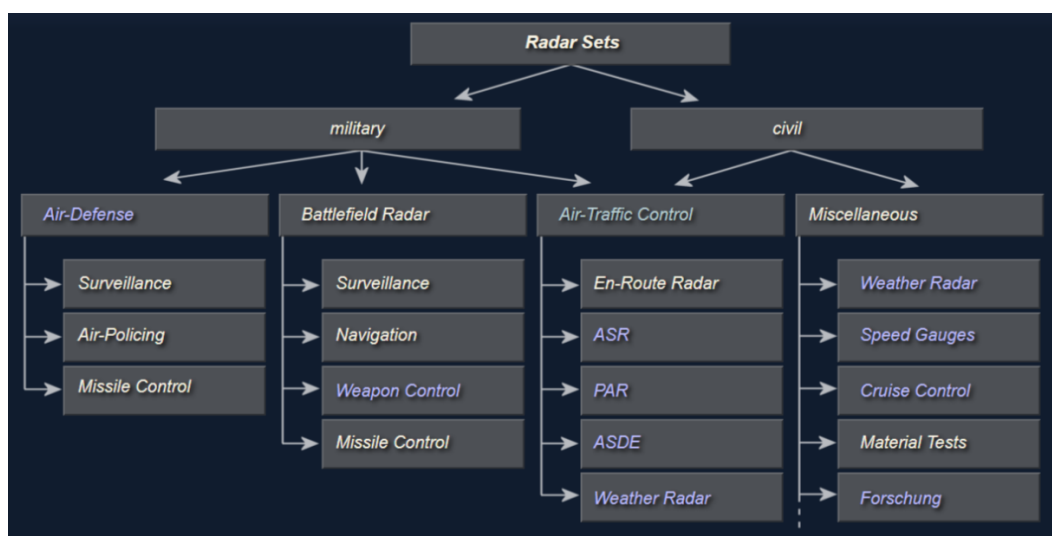 Radar Sets
military
civil
Air-Defense
Battlefield Radar
Air-Traffic Control
Miscellaneous
Surveillance
Air-Policing
Missile Control
Surveillance
Navigation
Weapon Control
Missile Control
En-Route Radar
ASR
PAR
ASDE
Weather Radar
Weather Radar
Speed Gauges
Cruise Control
Material Tests
Forschung